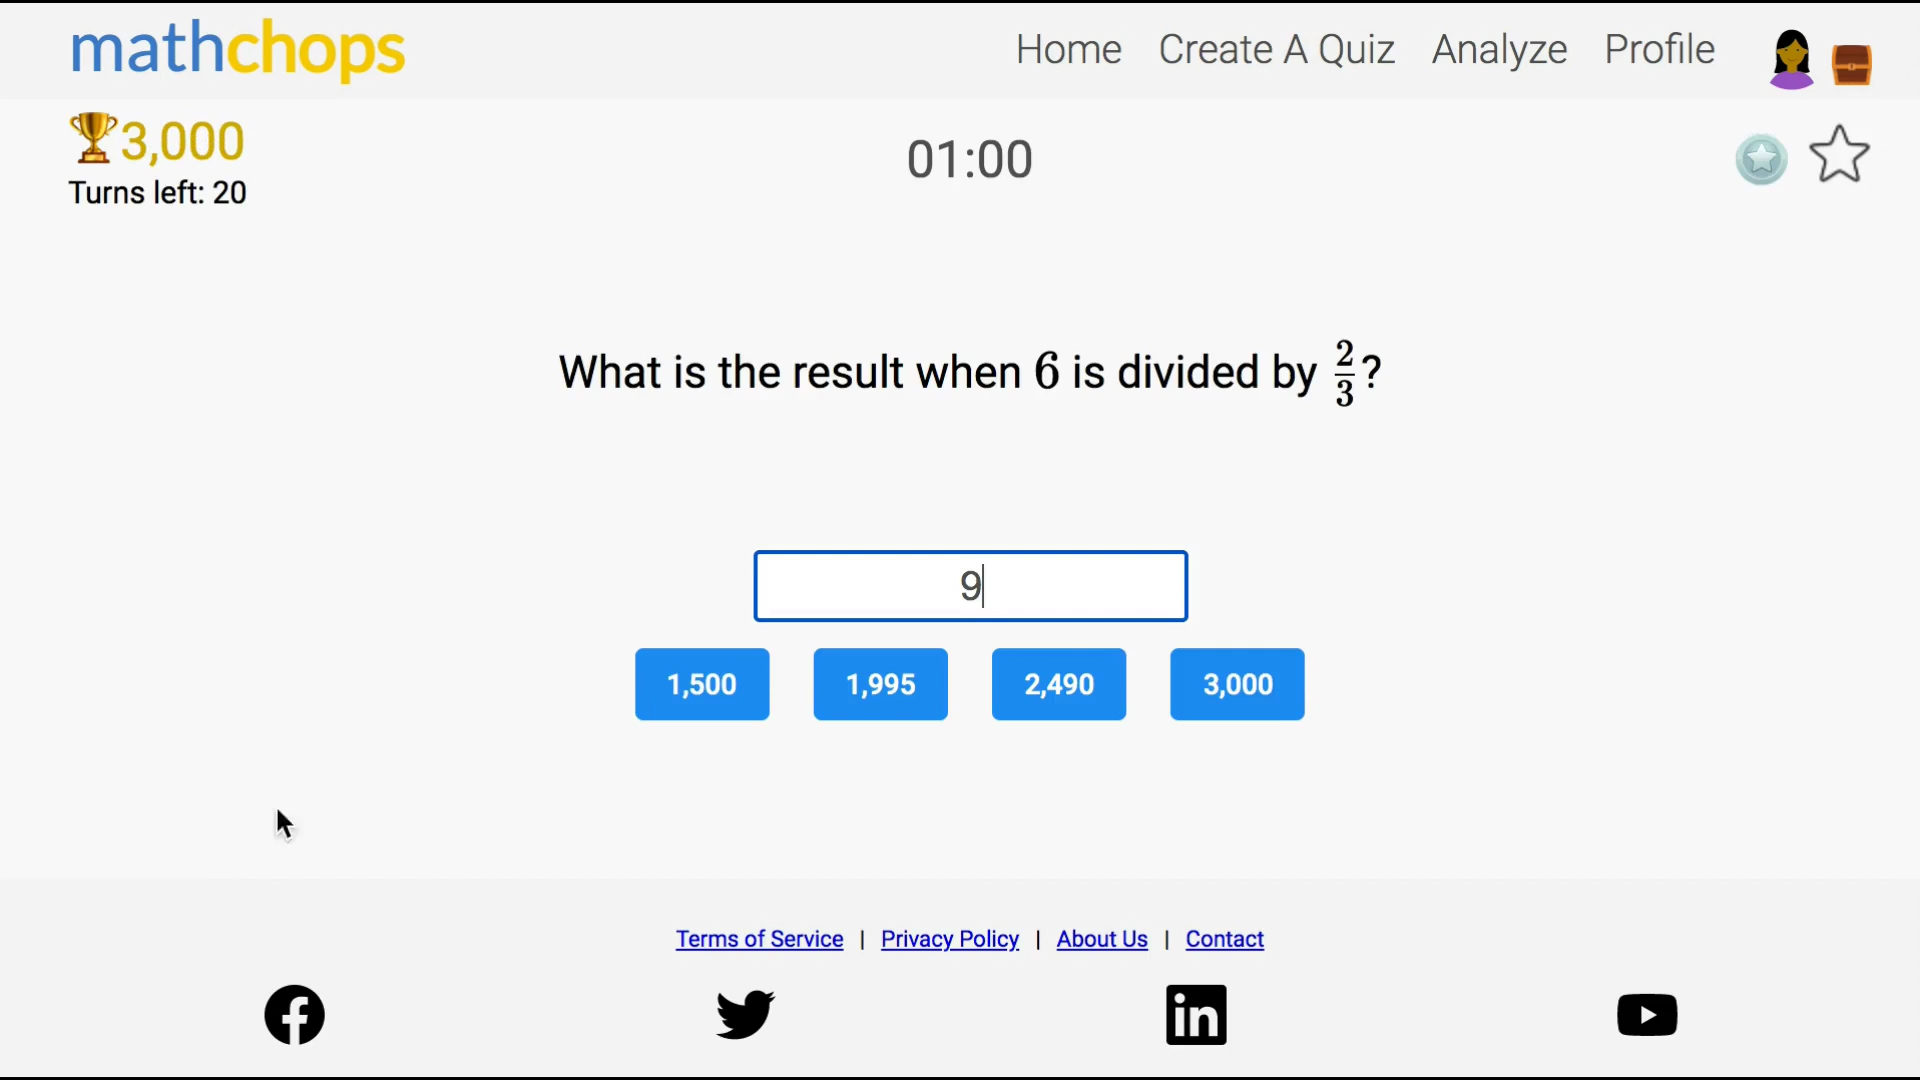 mathchops
Home Create A Quiz Analyze Profile
3,000
Turns left: 20
01:00
What is the result when 6 is divided by 2/3?
9
1,500 1,995 2,490 3,000
Terms of Service | Privacy Policy | About Us | Contact
in